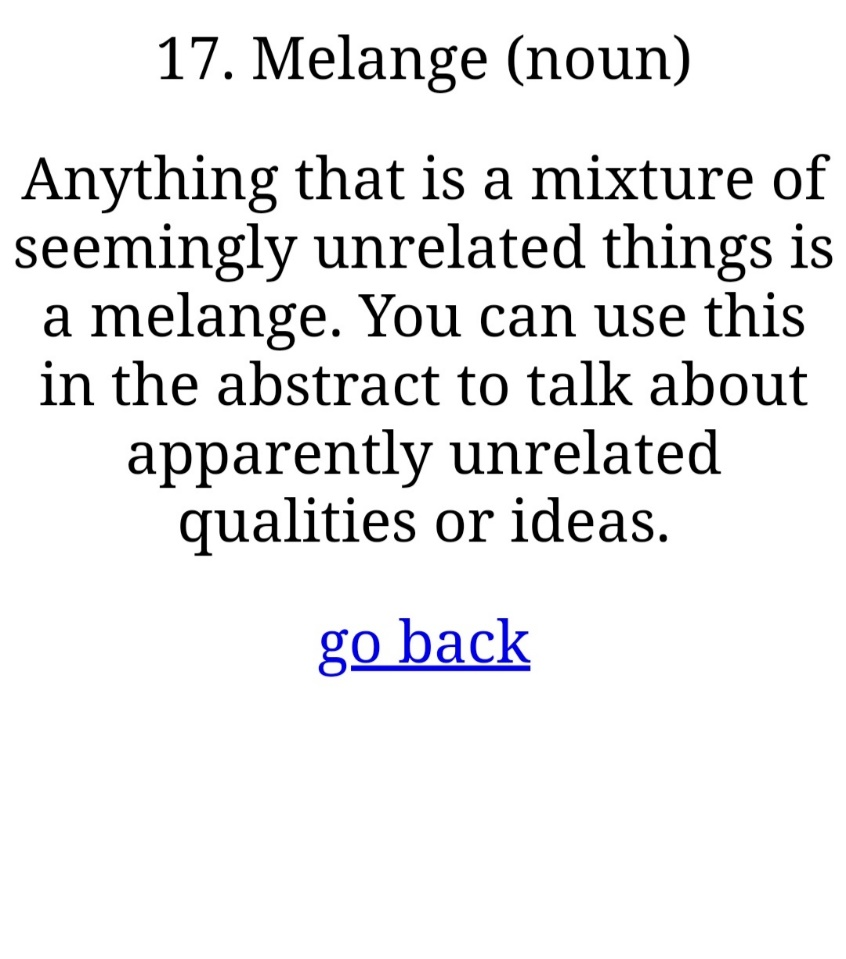 17. Melange (noun)
Anything that is a mixture of
seemingly unrelated things is
a melange. You can use this
in the abstract to talk about
apparently unrelated
qualities or ideas.
go back